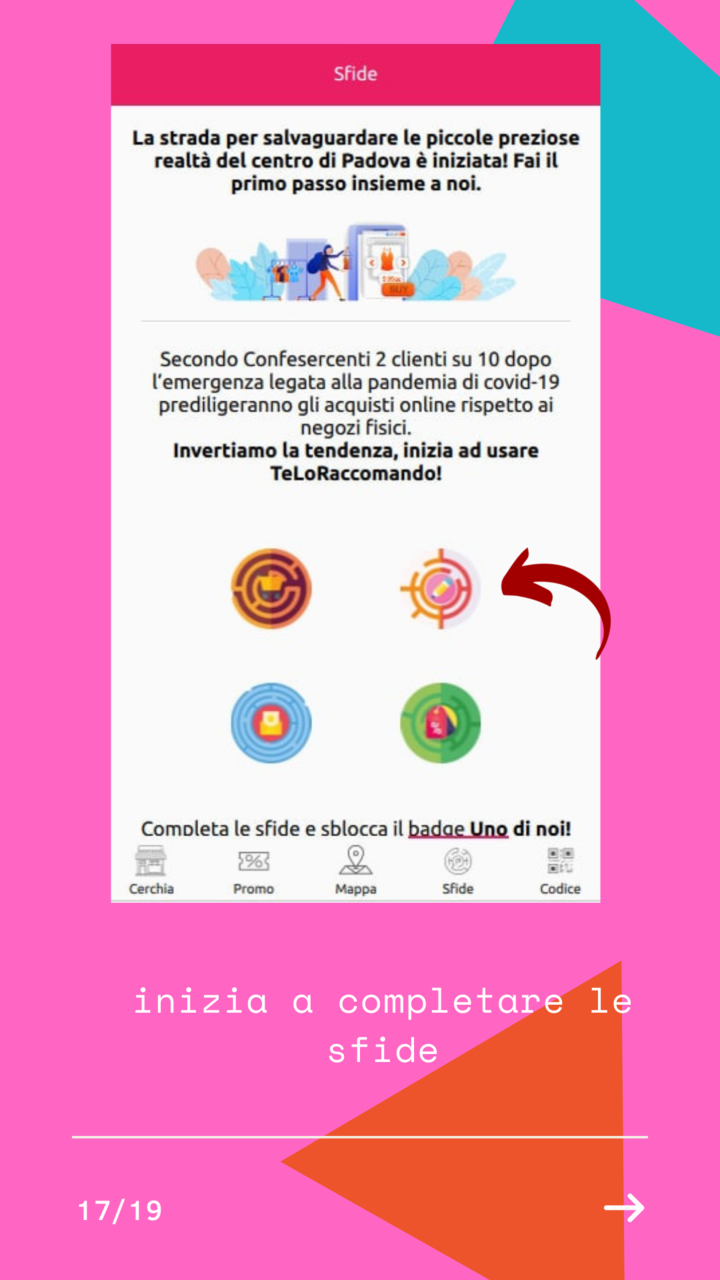 Sfide
La strada per salvaguardare le piccole preziose
realtà del centro di Padova è iniziata! Fai il
primo passo insieme a noi.
BUY
Secondo Confesercenti 2 clienti su 10 dopo
l'emergenza legata alla pandemia di covid-19
prediligeranno gli acquisti online rispetto ai
negozi fisici.
Invertiamo la tendenza, inizia ad usare
TeLoRaccomando!
%
Completa le sfide e sblocca il badge Uno di noi!
%
Cerchia Promo Mappa Sfide Codice
inizia a completare le
sfide
17/19